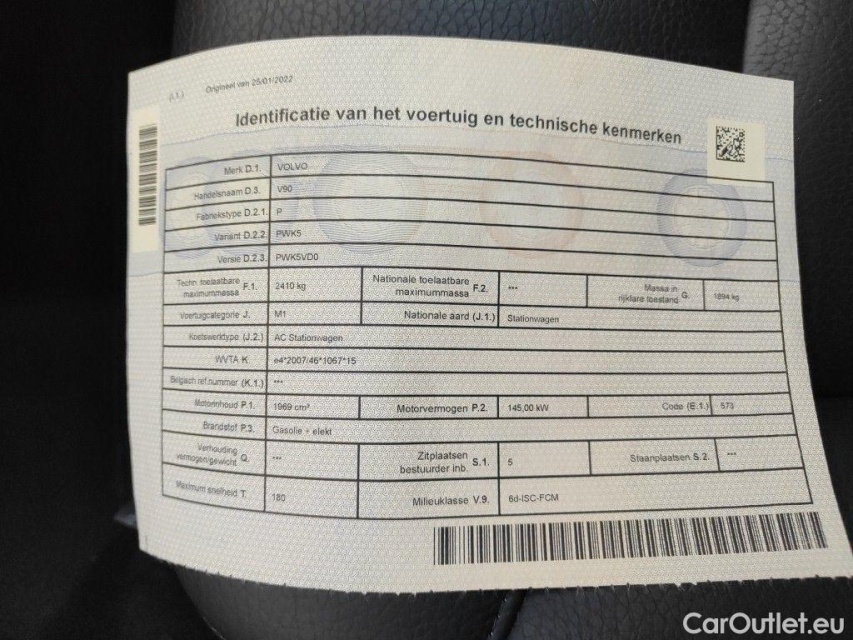 (A.1.) Origineel van 25/01/2022
Identificatie van het voertuig en technische kenmerken
Merk D.1. VOLVO
Handelsnaam D.3. V90
Fabriekstype D.2.1. P
Variant D.2.2. PWK5
Versie D.2.3. PWK5VD0
Techn. toelaatbare maximummassa F.1. 2410 kg Nationale toelaatbare maximummassa F.2. *** Massa in rijklare toestand G. 1894 kg
Voertuigcategorie J. M1 Nationale aard (J.1.) Stationwagen
Koetswerktype (J.2.) AC Stationwagen
WVTA K. e4*2007/46*1067*15
Belgisch ref.nummer (K.1.) ***
Motorinhoud P.1. 1969 cm³ Motorvermogen P.2. 145,00 kW Code (E.1.) 573
Brandstof P.3. Gasolie + elekt
Verhouding vermogen/gewicht Q. *** Zitplaatsen bestuurder inb. S.1. 5 Staanplaatsen S.2. ***
Maximum snelheid T. 180 Milieuklasse V.9. 6d-ISC-FCM
CarOutlet.eu